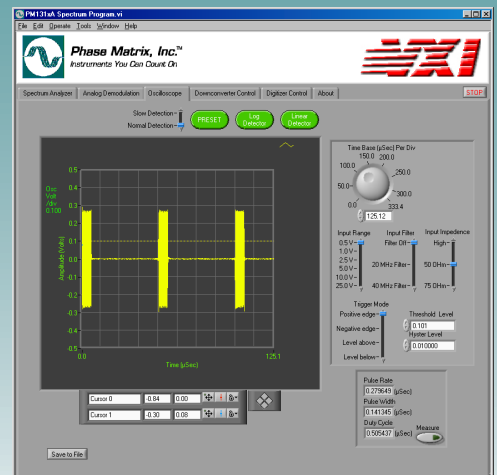 PM131xA Spectrum Program.vi
File Edit Operate Tools Window Help
Phase Matrix, Inc.™
Instruments You Can Count On
VXI
Spectrum Analyzer Analog Demodulation Oscilloscope Downconverter Control Digitizer Control About STOP
Slow Detection
Normal Detection
PRESET
Log Detector
Linear Detector
Osc
Volt
/div
0.100
Amplitude (Volts)
0.5
0.4
0.3
0.2
0.1
0.0
-0.1
-0.2
-0.3
-0.4
-0.5
0.0 125.1
Time (µSec)
Cursor 0 -0.84 0.00
Cursor 1 -0.30 0.08
Save to File
Time Base (µSec) Per Div
150.0 200.0
100.0 250.0
50.0 300.0
0.0 333.4
125.12
Input Range Input Filter Input Impedence
0.5 V Filter Off High
1.0 V
2.5 V
5.0 V 20 MHz Filter 50 OHm
10.0 V
25.0 V 40 MHz Filter
Trigger Mode
Positive edge
Negative edge
Level above
Level below
Threshold Level
0.101
Hyster Level
0.010000
Pulse Rate
0.279649 (µSec)
Pulse Width
0.141345 (µSec)
Duty Cycle
0.505437 (µSec)
Measure